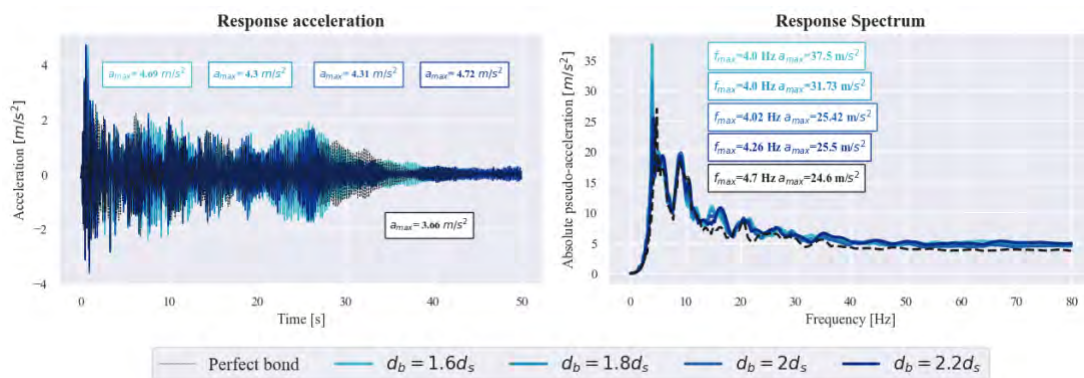 Response acceleration
Response Spectrum
Acceleration [m/s²]
4
2
0
−2
−4
a_max= 4.69 m/s²
a_max= 4.3 m/s²
a_max= 4.31 m/s²
a_max= 4.72 m/s²
a_max= 3.66 m/s²
0 10 20 30 40 50
Time [s]
Absolute pseudo-acceleration [m/s²]
35
30
25
20
15
10
5
0
f_max=4.0 Hz a_max=37.5 m/s²
f_max=4.0 Hz a_max=31.73 m/s²
f_max=4.02 Hz a_max=25.42 m/s²
f_max=4.26 Hz a_max=25.5 m/s²
f_max=4.7 Hz a_max=24.6 m/s²
0 10 20 30 40 50 60 70 80
Frequency [Hz]
Perfect bond d_b = 1.6d_s d_b = 1.8d_s d_b = 2d_s d_b = 2.2d_s